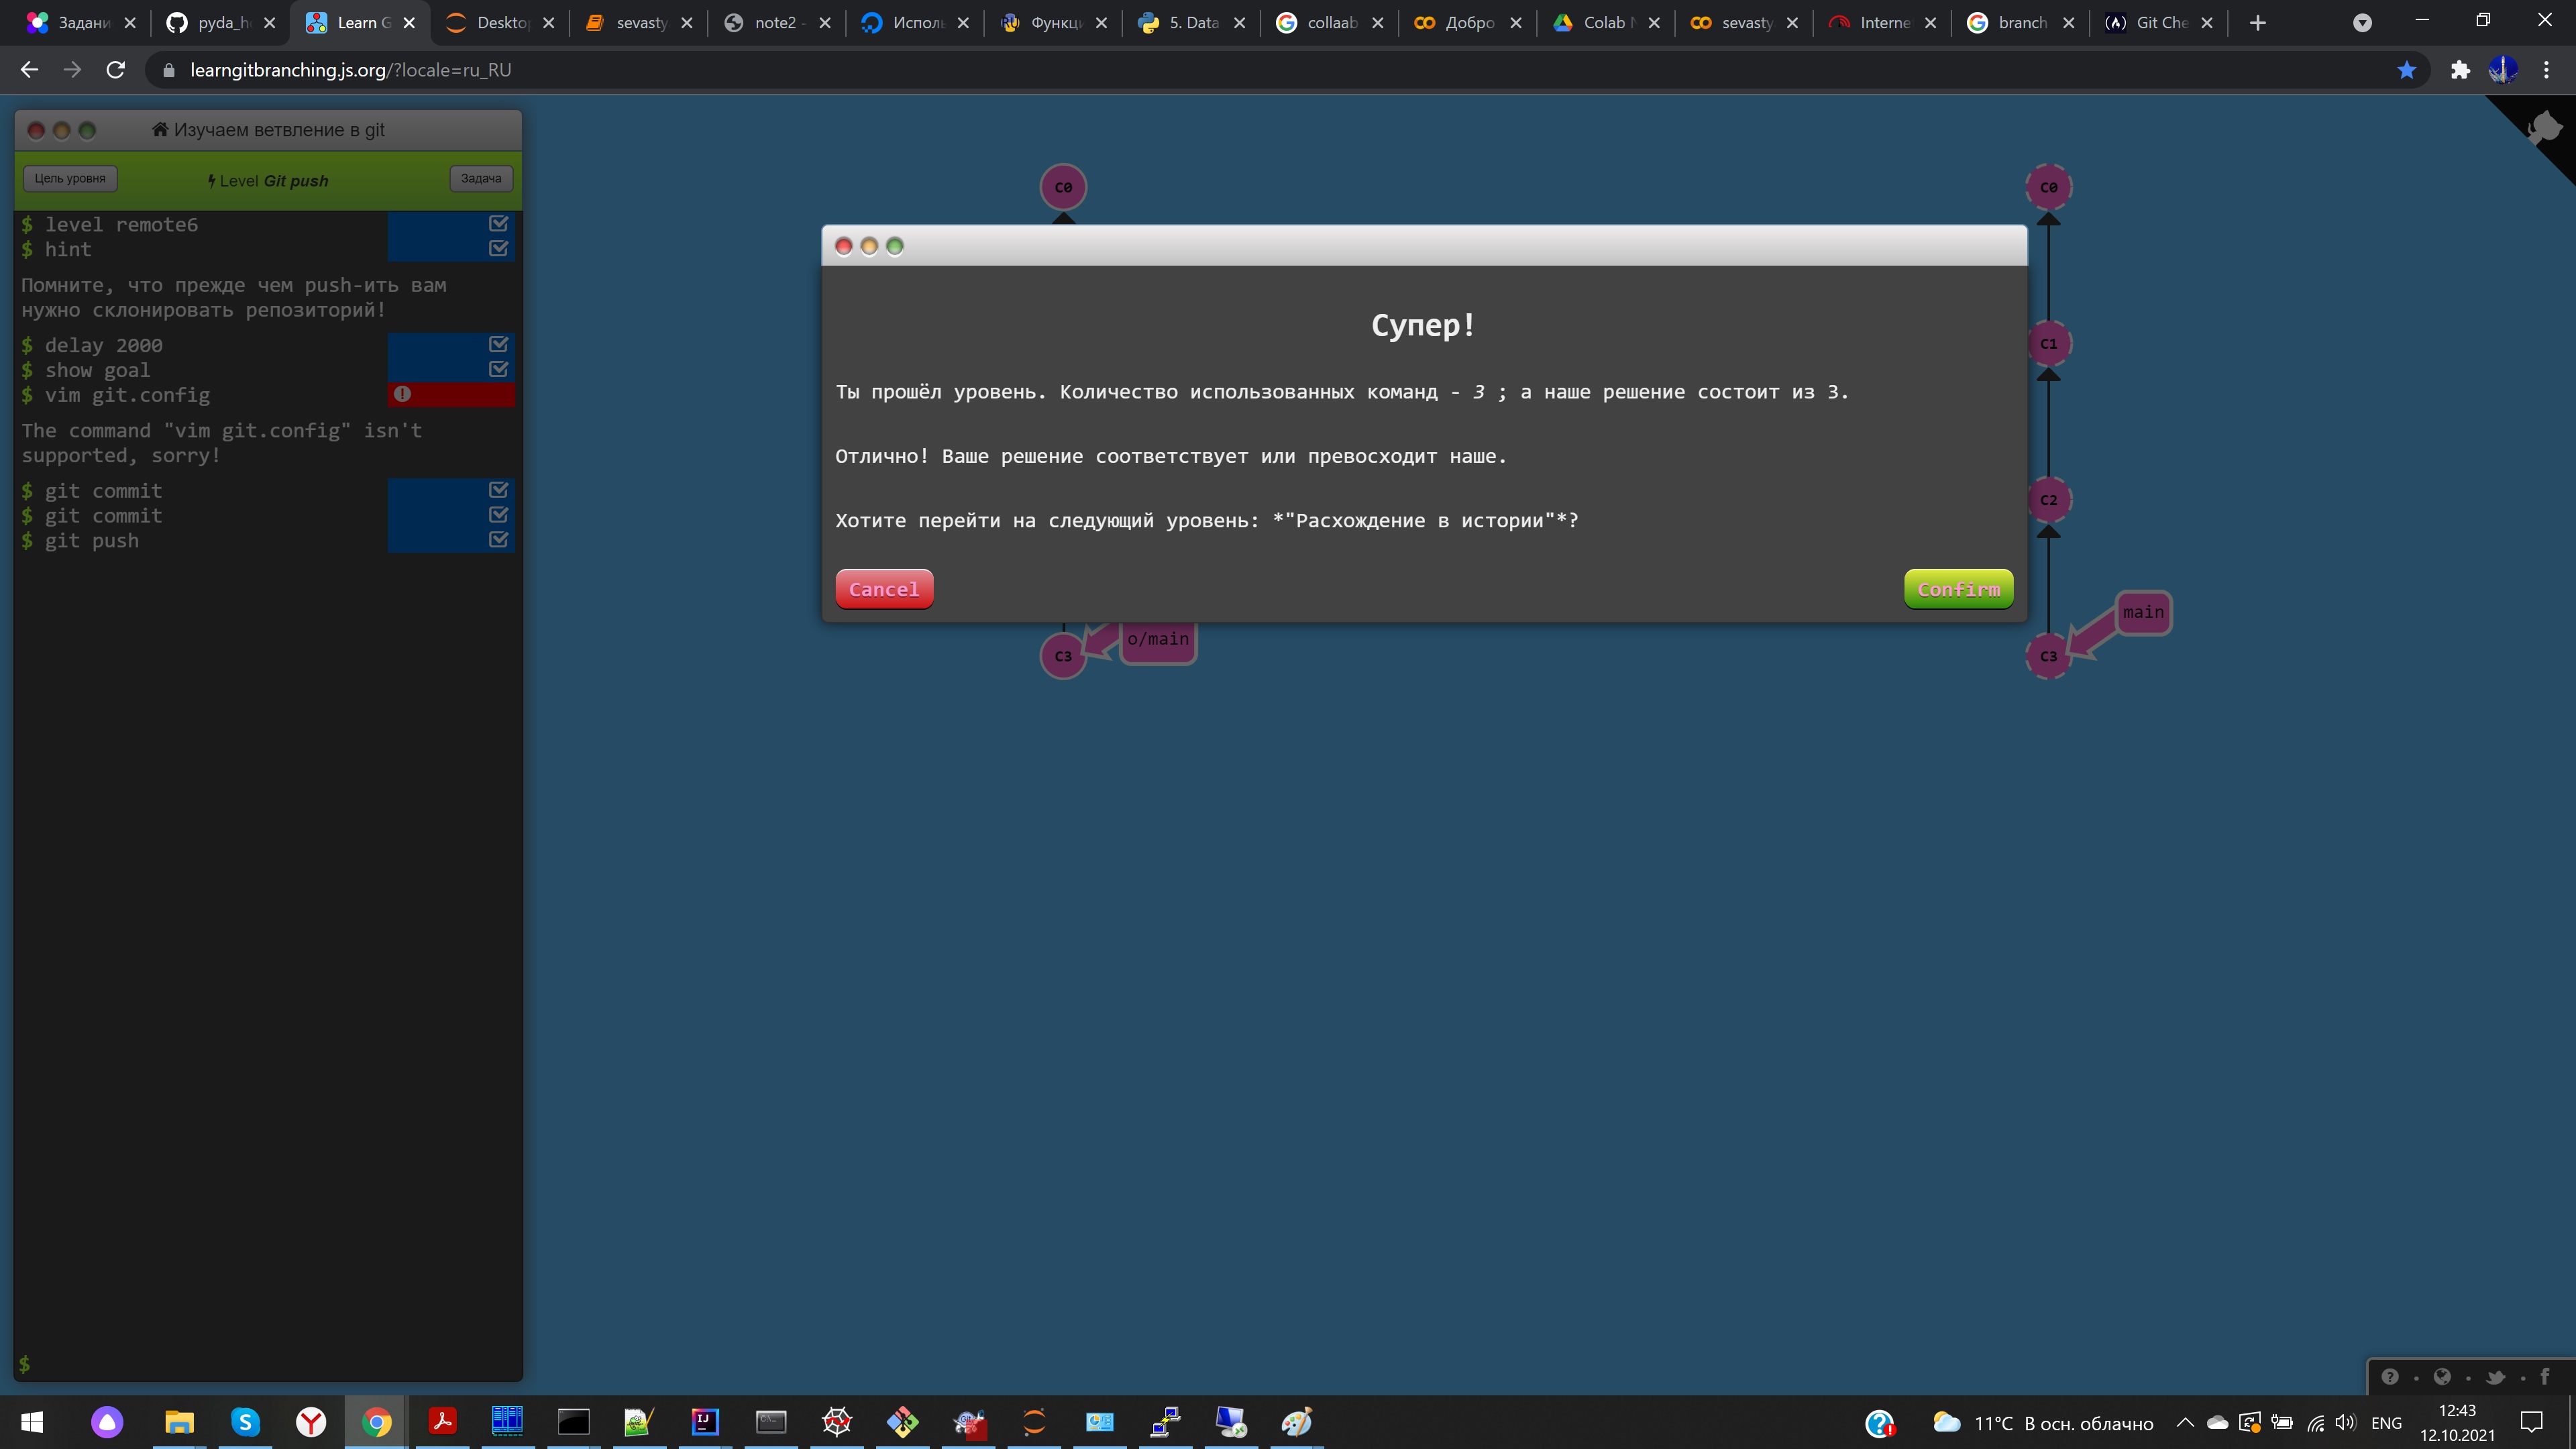 Задани
pyda_h
Learn G
Deskto
sevasty
note2 -
Исполь
Функци
5. Data
collaab
Добро
Colab N
sevasty
Interne
branch
Git Che
learngitbranching.js.org/?locale=ru_RU
Изучаем ветвление в git
Цель уровня
Level Git push
Задача
$ level remote6
$ hint
Помните, что прежде чем push-ить вам
нужно склонировать репозиторий!
$ delay 2000
$ show goal
$ vim git.config
The command "vim git.config" isn't
supported, sorry!
$ git commit
$ git commit
$ git push
$
C0
C0
C1
C2
C3
main
o/main
C3
Супер!
Ты прошёл уровень. Количество использованных команд - 3 ; а наше решение состоит из 3.
Отлично! Ваше решение соответствует или превосходит наше.
Хотите перейти на следующий уровень: *"Расхождение в истории"*?
Cancel
Confirm
11°C В осн. облачно
ENG
12:43
12.10.2021